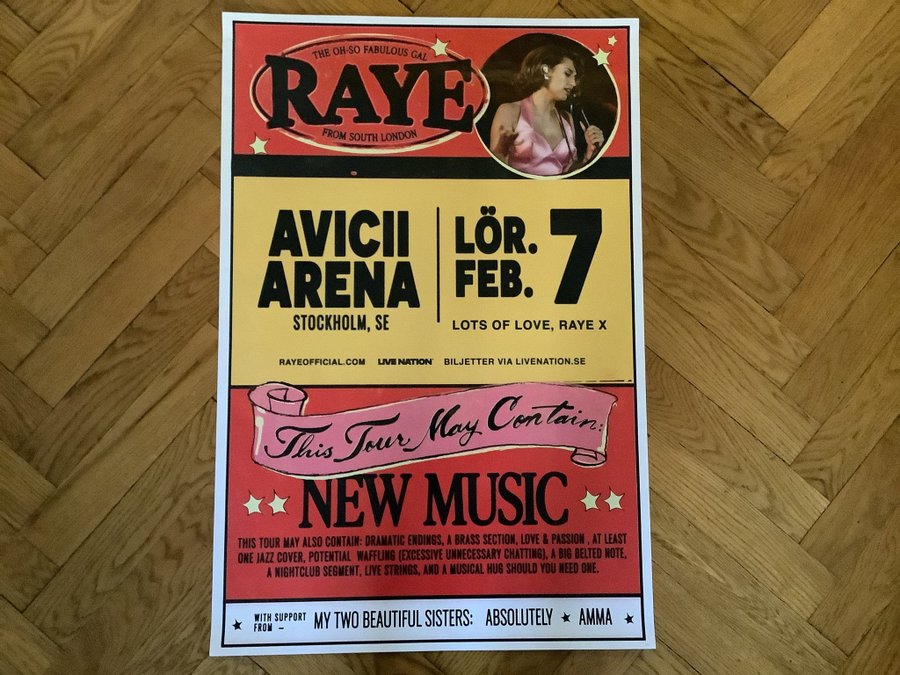 THE OH-SO FABULOUS GAL
RAYE
FROM SOUTH LONDON
AVICII
ARENA
STOCKHOLM, SE
LÖR.
FEB.
7
LOTS OF LOVE, RAYE X
RAYEOFFICIAL.COM LIVE NATION BILJETTER VIA LIVENATION.SE
This Tour May Contain:
NEW MUSIC
THIS TOUR MAY ALSO CONTAIN: DRAMATIC ENDINGS, A BRASS SECTION, LOVE & PASSION , AT LEAST
ONE JAZZ COVER, POTENTIAL WAFFLING (EXCESSIVE UNNECESSARY CHATTING), A BIG BELTED NOTE,
A NIGHTCLUB SEGMENT, LIVE STRINGS, AND A MUSICAL HUG SHOULD YOU NEED ONE.
WITH SUPPORT
FROM –
MY TWO BEAUTIFUL SISTERS: ABSOLUTELY ★ AMMA